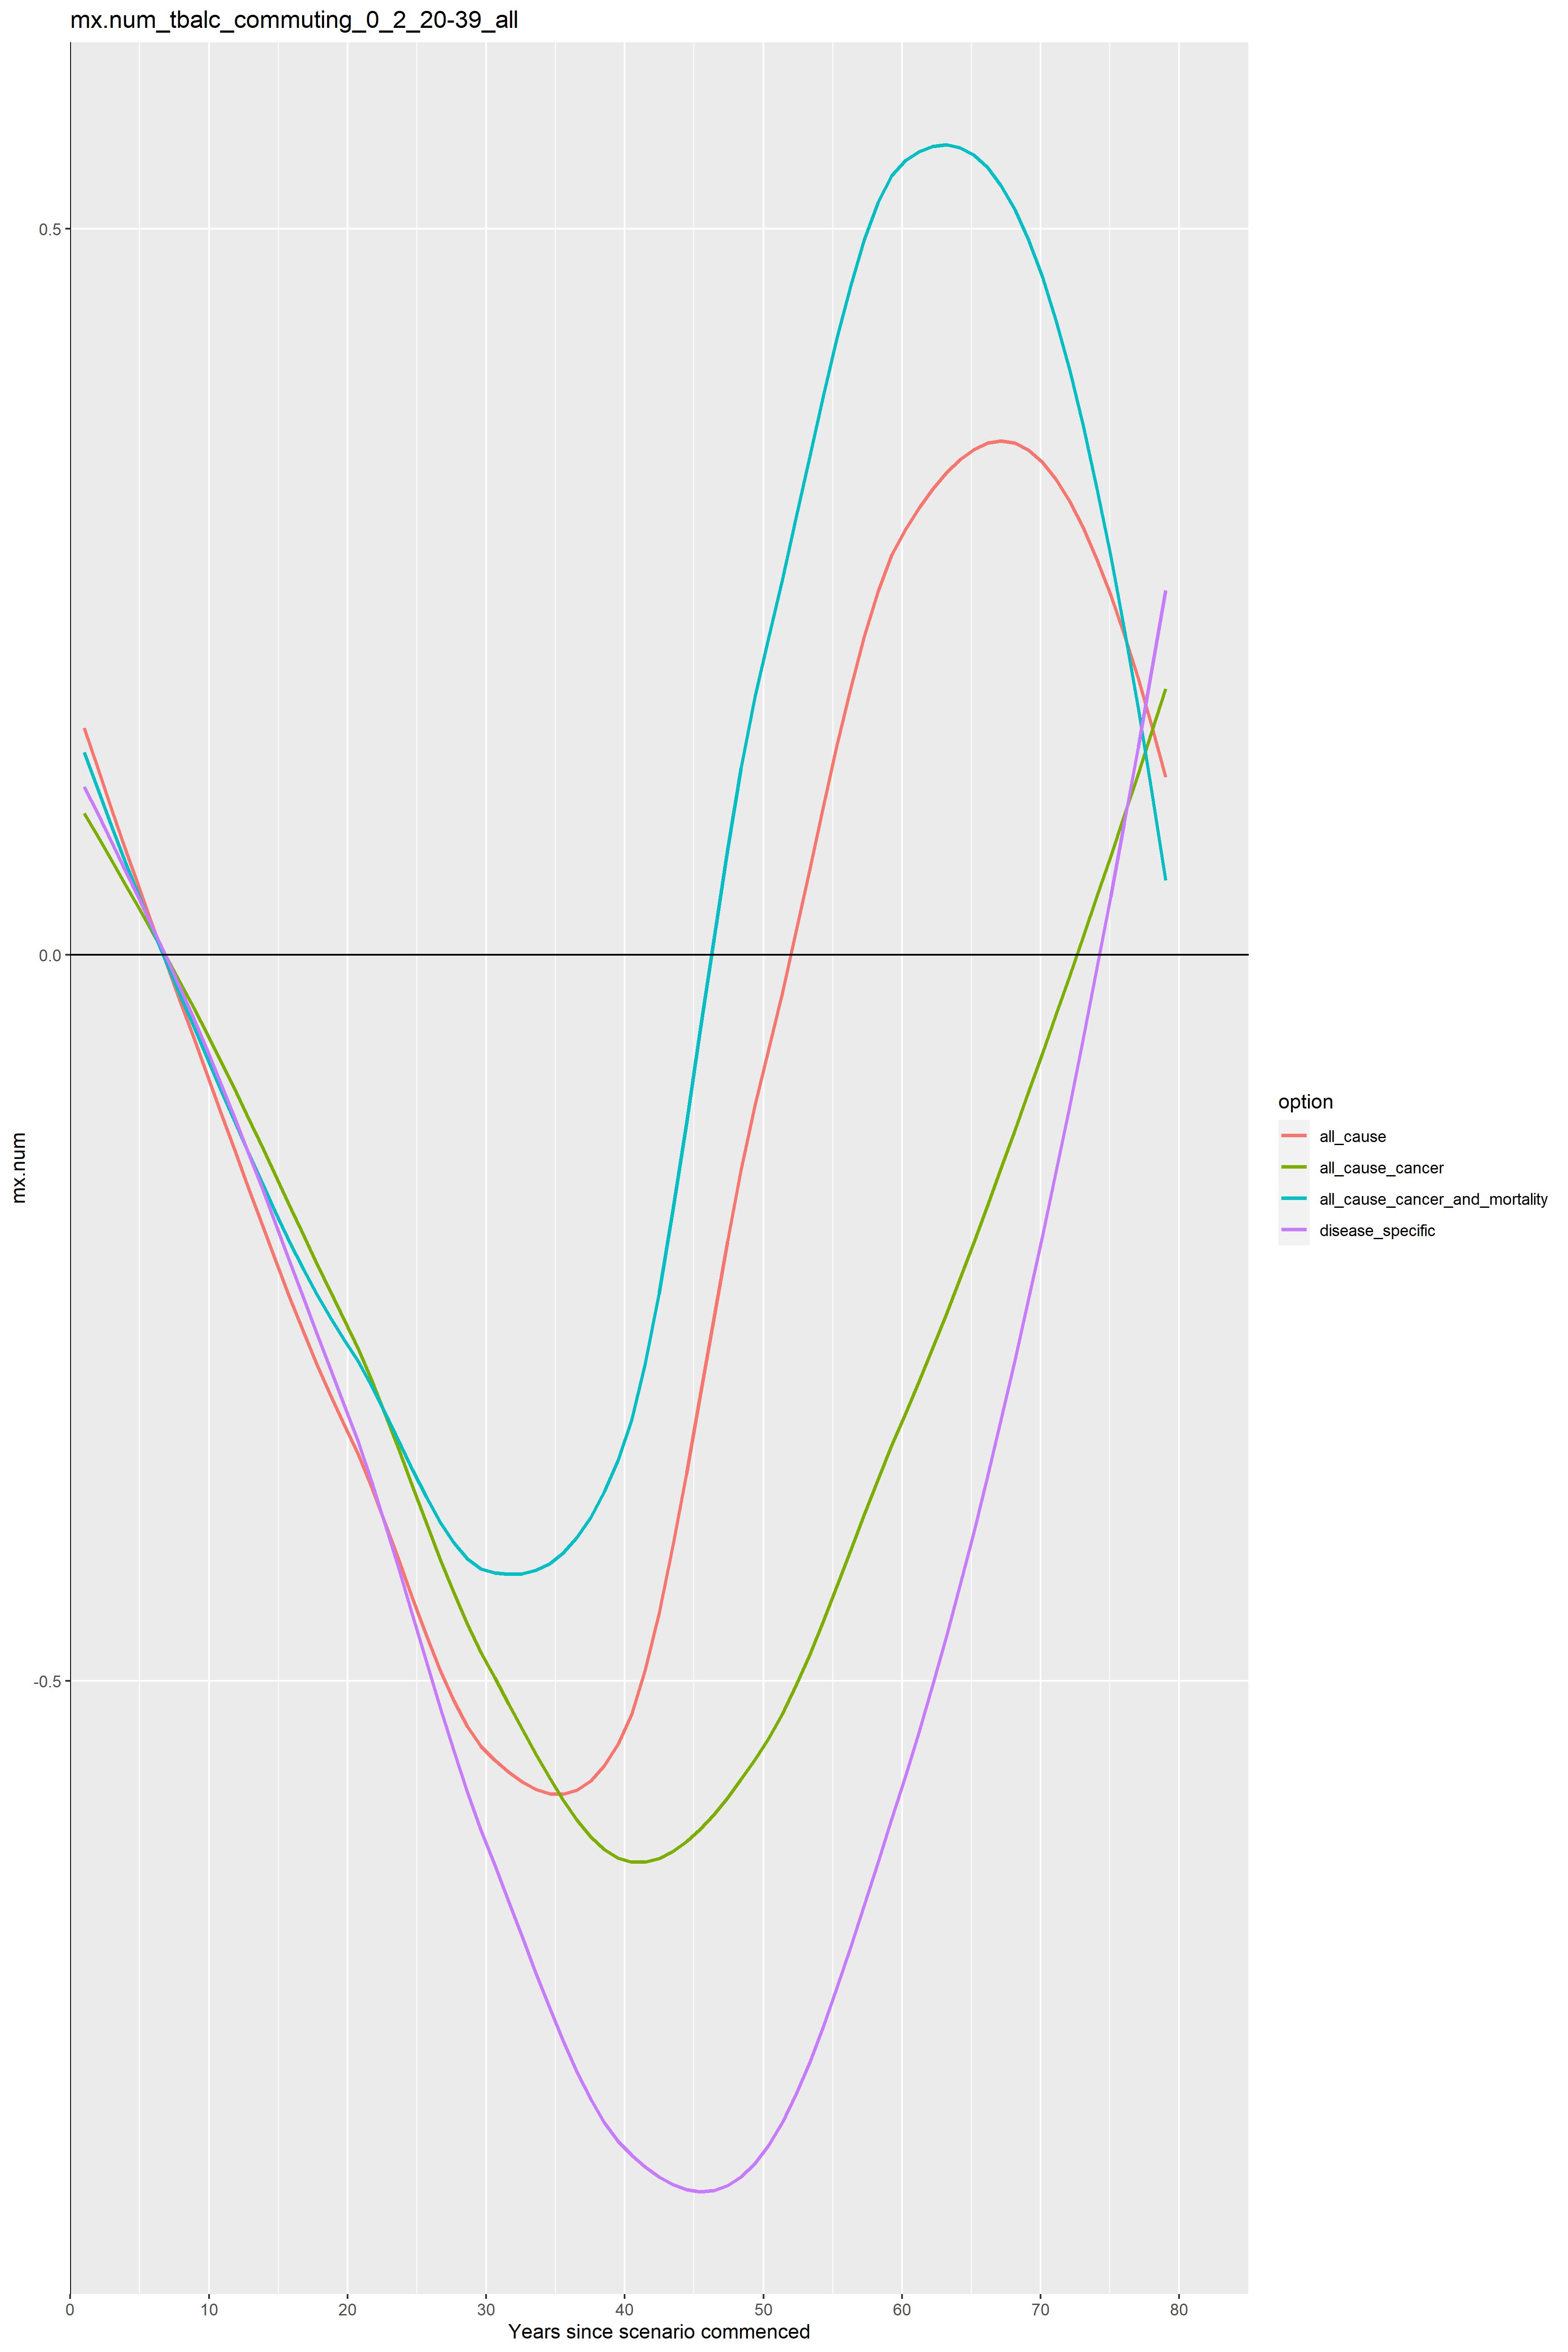 mx.num_tbalc_commuting_0_2_20-39_all
0.5
0.0
-0.5
mx.num
0 10 20 30 40 50 60 70 80
Years since scenario commenced
option
all_cause
all_cause_cancer
all_cause_cancer_and_mortality
disease_specific